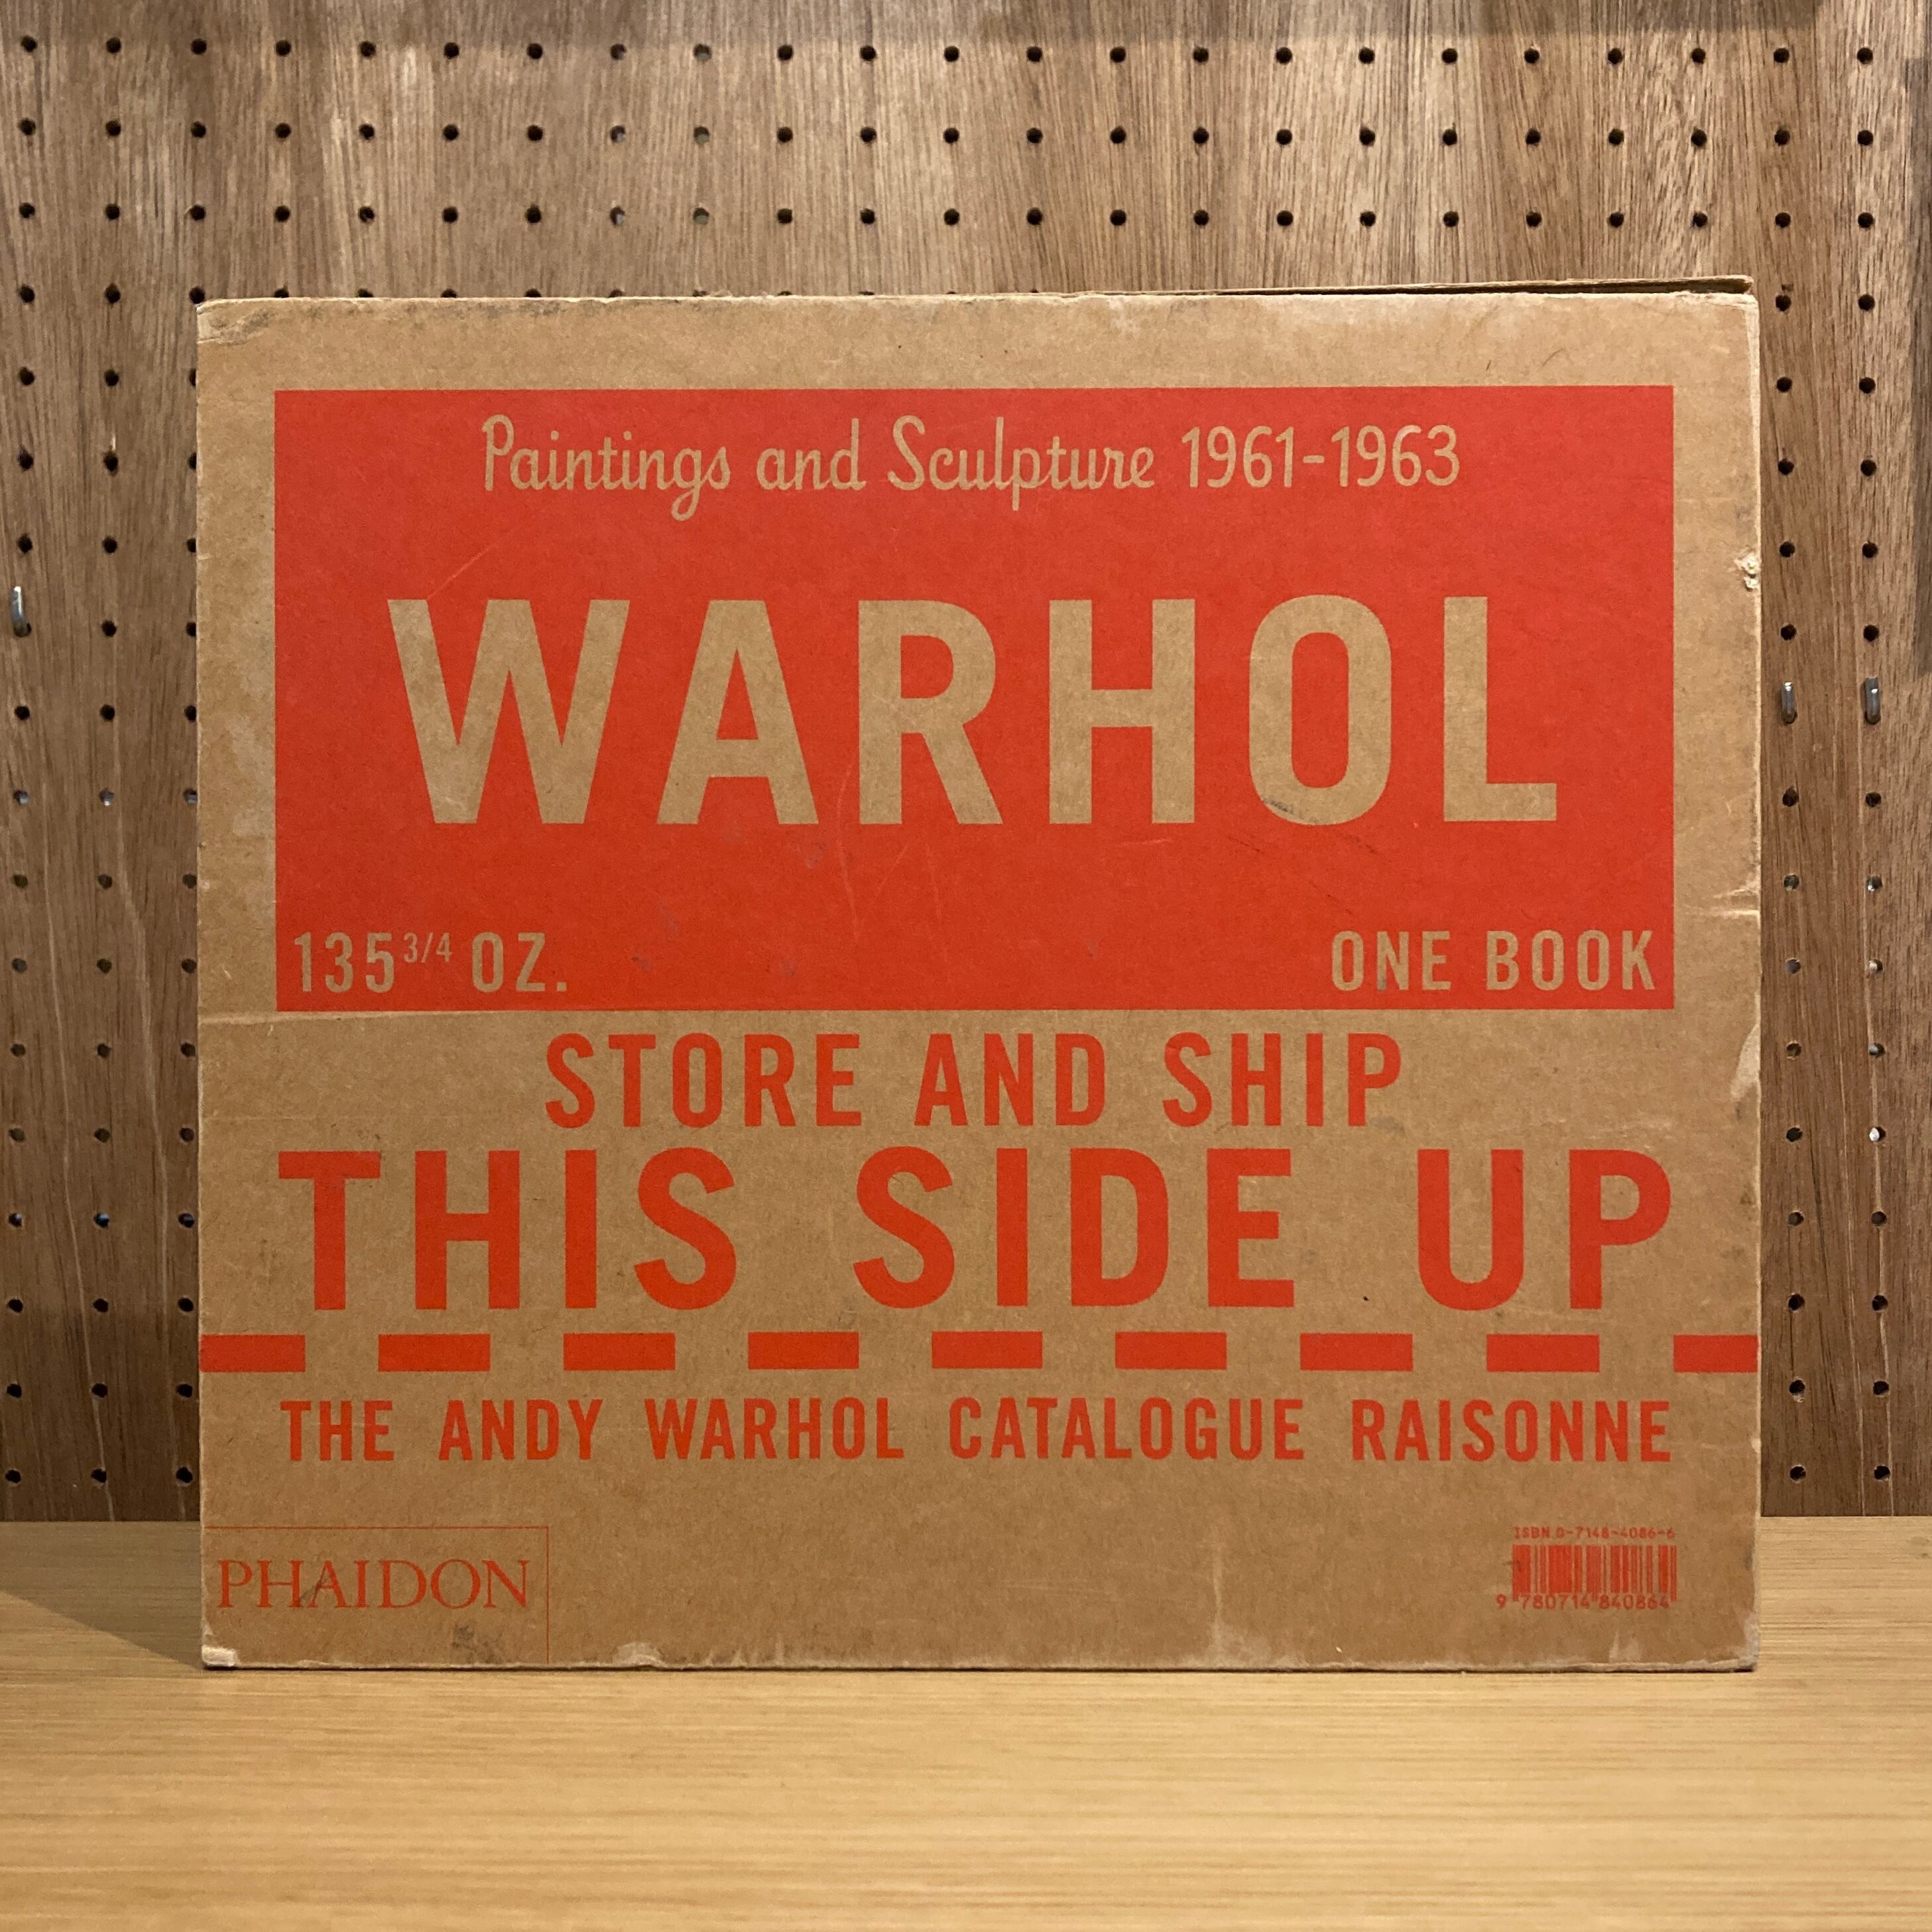 Paintings and Sculpture 1961-1963
WARHOL
135 3/4 OZ.
ONE BOOK
STORE AND SHIP
THIS SIDE UP
THE ANDY WARHOL CATALOGUE RAISONNE
PHAIDON
ISBN 0-7148-4086-6
9 780714 840864